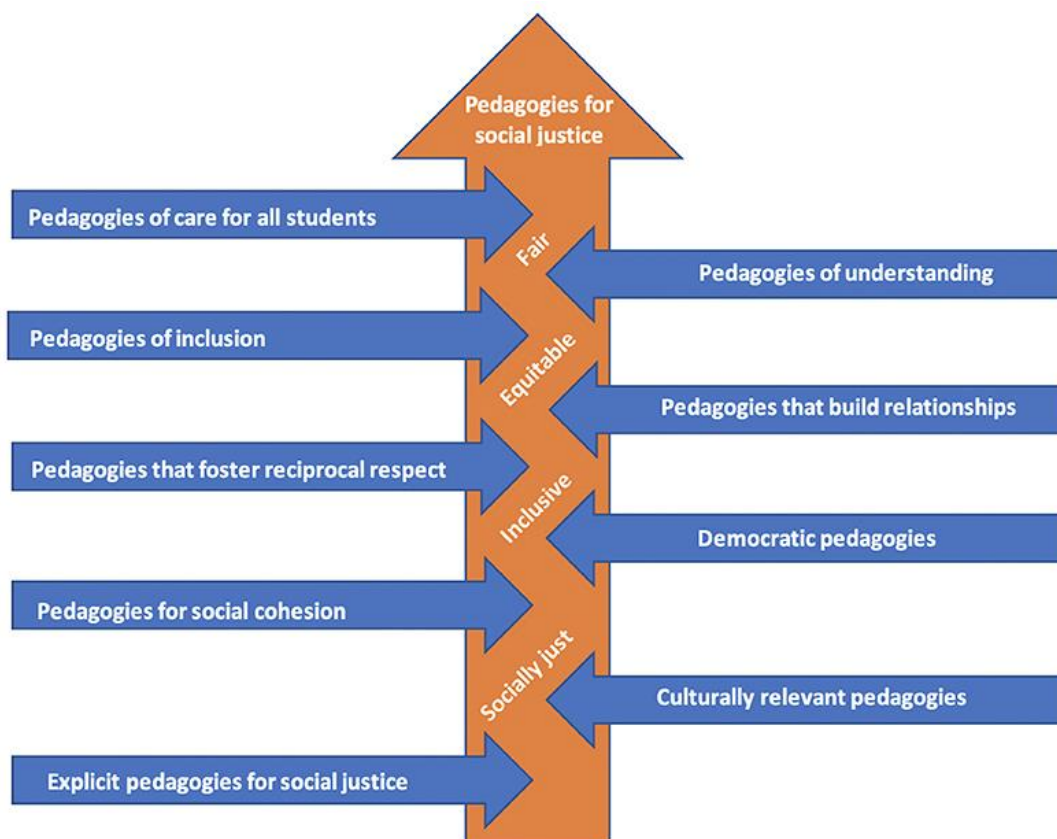 Pedagogies for
social justice
Pedagogies of care for all students
Fair
Pedagogies of understanding
Pedagogies of inclusion
Equitable
Pedagogies that build relationships
Pedagogies that foster reciprocal respect
Inclusive
Democratic pedagogies
Pedagogies for social cohesion
Socially just
Culturally relevant pedagogies
Explicit pedagogies for social justice